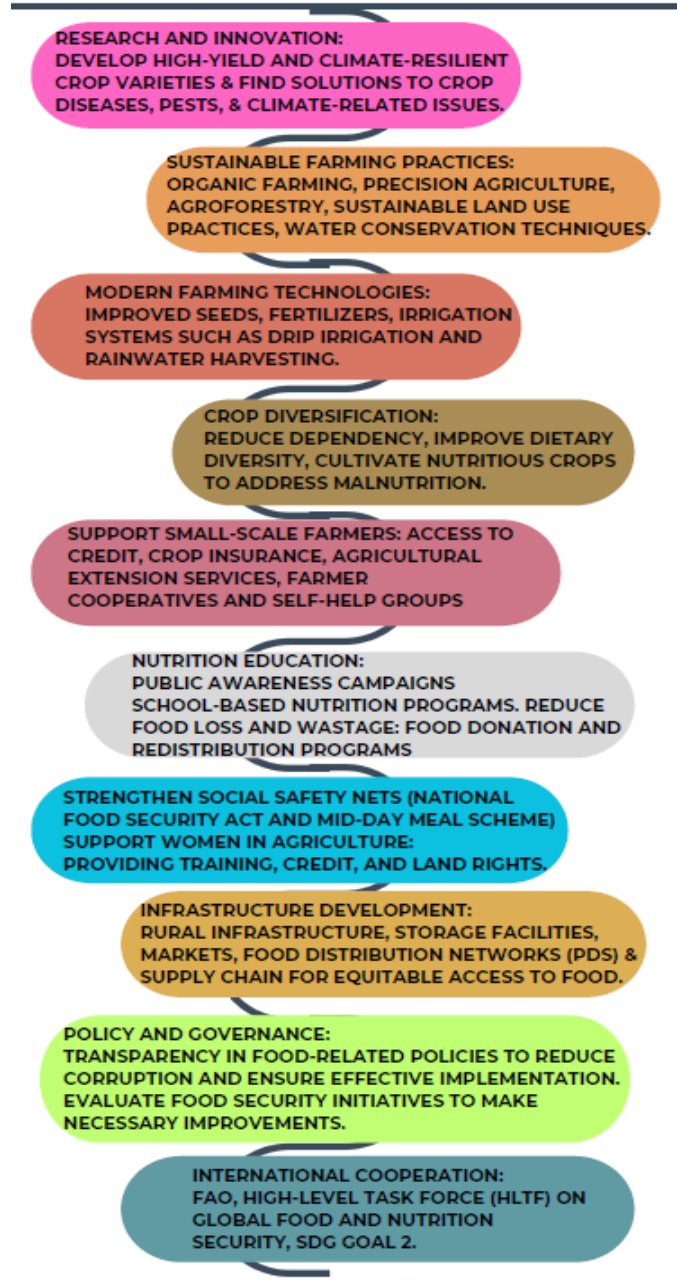 RESEARCH AND INNOVATION:
DEVELOP HIGH-YIELD AND CLIMATE-RESILIENT
CROP VARIETIES & FIND SOLUTIONS TO CROP
DISEASES, PESTS, & CLIMATE-RELATED ISSUES.
SUSTAINABLE FARMING PRACTICES:
ORGANIC FARMING, PRECISION AGRICULTURE,
AGROFORESTRY, SUSTAINABLE LAND USE
PRACTICES, WATER CONSERVATION TECHNIQUES.
MODERN FARMING TECHNOLOGIES:
IMPROVED SEEDS, FERTILIZERS, IRRIGATION
SYSTEMS SUCH AS DRIP IRRIGATION AND
RAINWATER HARVESTING.
CROP DIVERSIFICATION:
REDUCE DEPENDENCY, IMPROVE DIETARY
DIVERSITY, CULTIVATE NUTRITIOUS CROPS
TO ADDRESS MALNUTRITION.
SUPPORT SMALL-SCALE FARMERS: ACCESS TO
CREDIT, CROP INSURANCE, AGRICULTURAL
EXTENSION SERVICES, FARMER
COOPERATIVES AND SELF-HELP GROUPS
NUTRITION EDUCATION:
PUBLIC AWARENESS CAMPAIGNS
SCHOOL-BASED NUTRITION PROGRAMS. REDUCE
FOOD LOSS AND WASTAGE: FOOD DONATION AND
REDISTRIBUTION PROGRAMS
STRENGTHEN SOCIAL SAFETY NETS (NATIONAL
FOOD SECURITY ACT AND MID-DAY MEAL SCHEME)
SUPPORT WOMEN IN AGRICULTURE:
PROVIDING TRAINING, CREDIT, AND LAND RIGHTS.
INFRASTRUCTURE DEVELOPMENT:
RURAL INFRASTRUCTURE, STORAGE FACILITIES,
MARKETS, FOOD DISTRIBUTION NETWORKS (PDS) &
SUPPLY CHAIN FOR EQUITABLE ACCESS TO FOOD.
POLICY AND GOVERNANCE:
TRANSPARENCY IN FOOD-RELATED POLICIES TO REDUCE
CORRUPTION AND ENSURE EFFECTIVE IMPLEMENTATION.
EVALUATE FOOD SECURITY INITIATIVES TO MAKE
NECESSARY IMPROVEMENTS.
INTERNATIONAL COOPERATION:
FAO, HIGH-LEVEL TASK FORCE (HLTF) ON
GLOBAL FOOD AND NUTRITION
SECURITY, SDG GOAL 2.